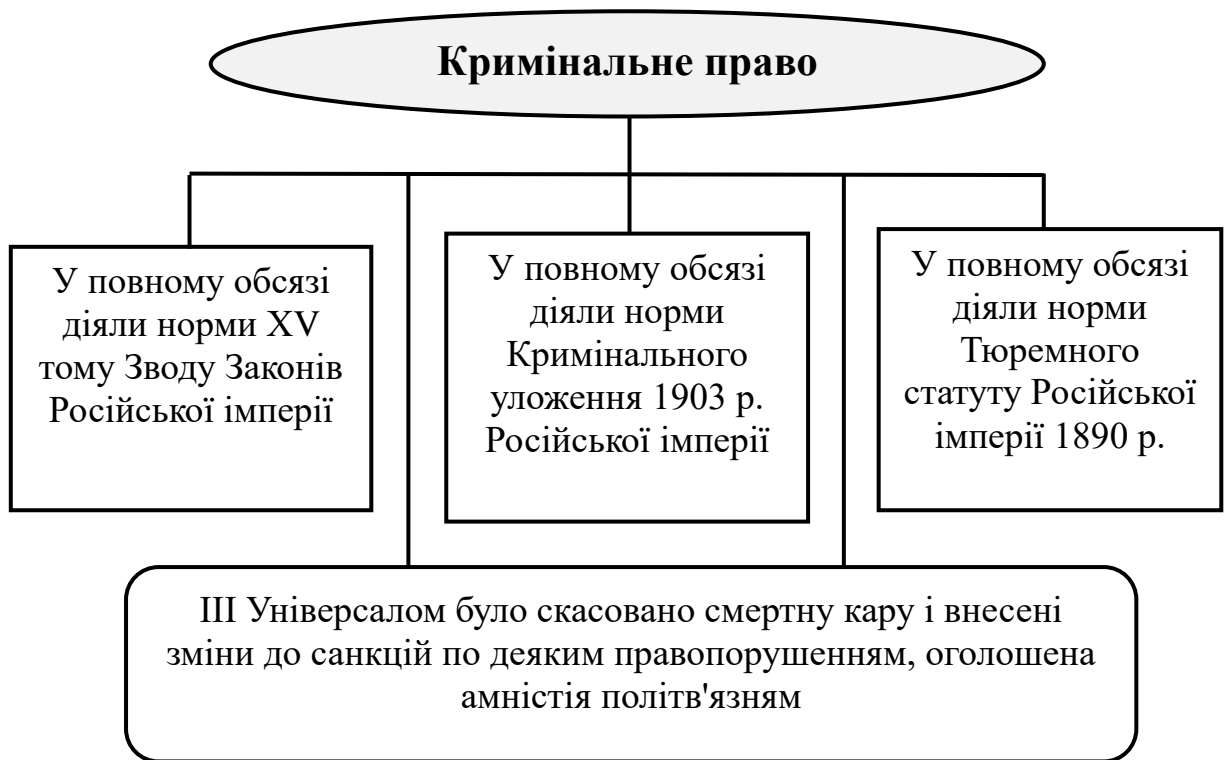 Кримінальне право
У повному обсязі
діяли норми XV
тому Зводу Законів
Російської імперії
У повному обсязі
діяли норми
Кримінального
уложення 1903 р.
Російської імперії
У повному обсязі
діяли норми
Тюремного
статуту Російської
імперії 1890 р.
III Універсалом було скасовано смертну кару і внесені
зміни до санкцій по деяким правопорушенням, оголошена
амністія політв'язням